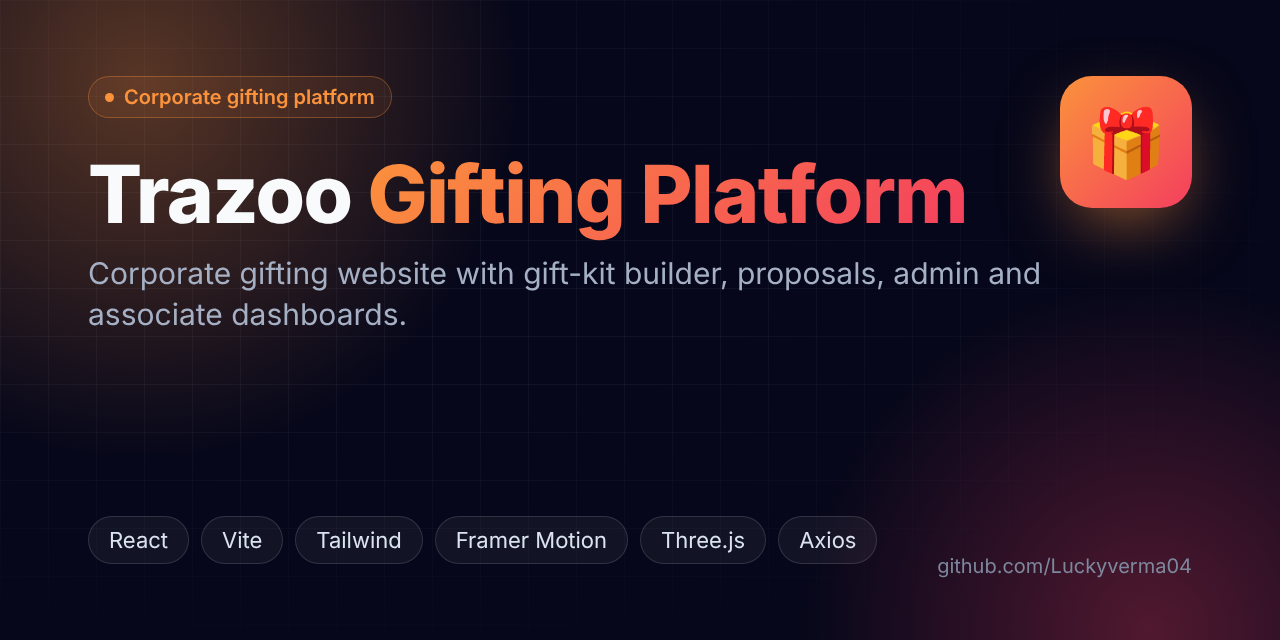 Corporate gifting platform
Trazoo Gifting Platform
Corporate gifting website with gift-kit builder, proposals, admin and
associate dashboards.
React
Vite
Tailwind
Framer Motion
Three.js
Axios
github.com/Luckyverma04